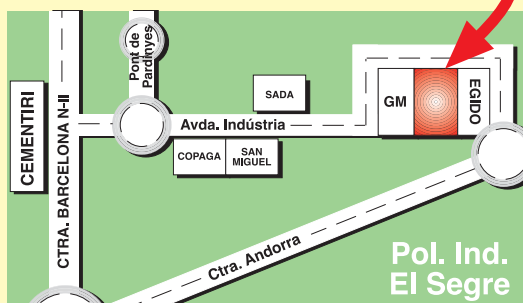 Pont de
Pardinyes
CEMENTIRI
CTRA. BARCELONA N-II
SADA
GM
EGIDO
Avda. Indústria
COPAGA
SAN
MIGUEL
Ctra. Andorra
Pol. Ind.
El Segre